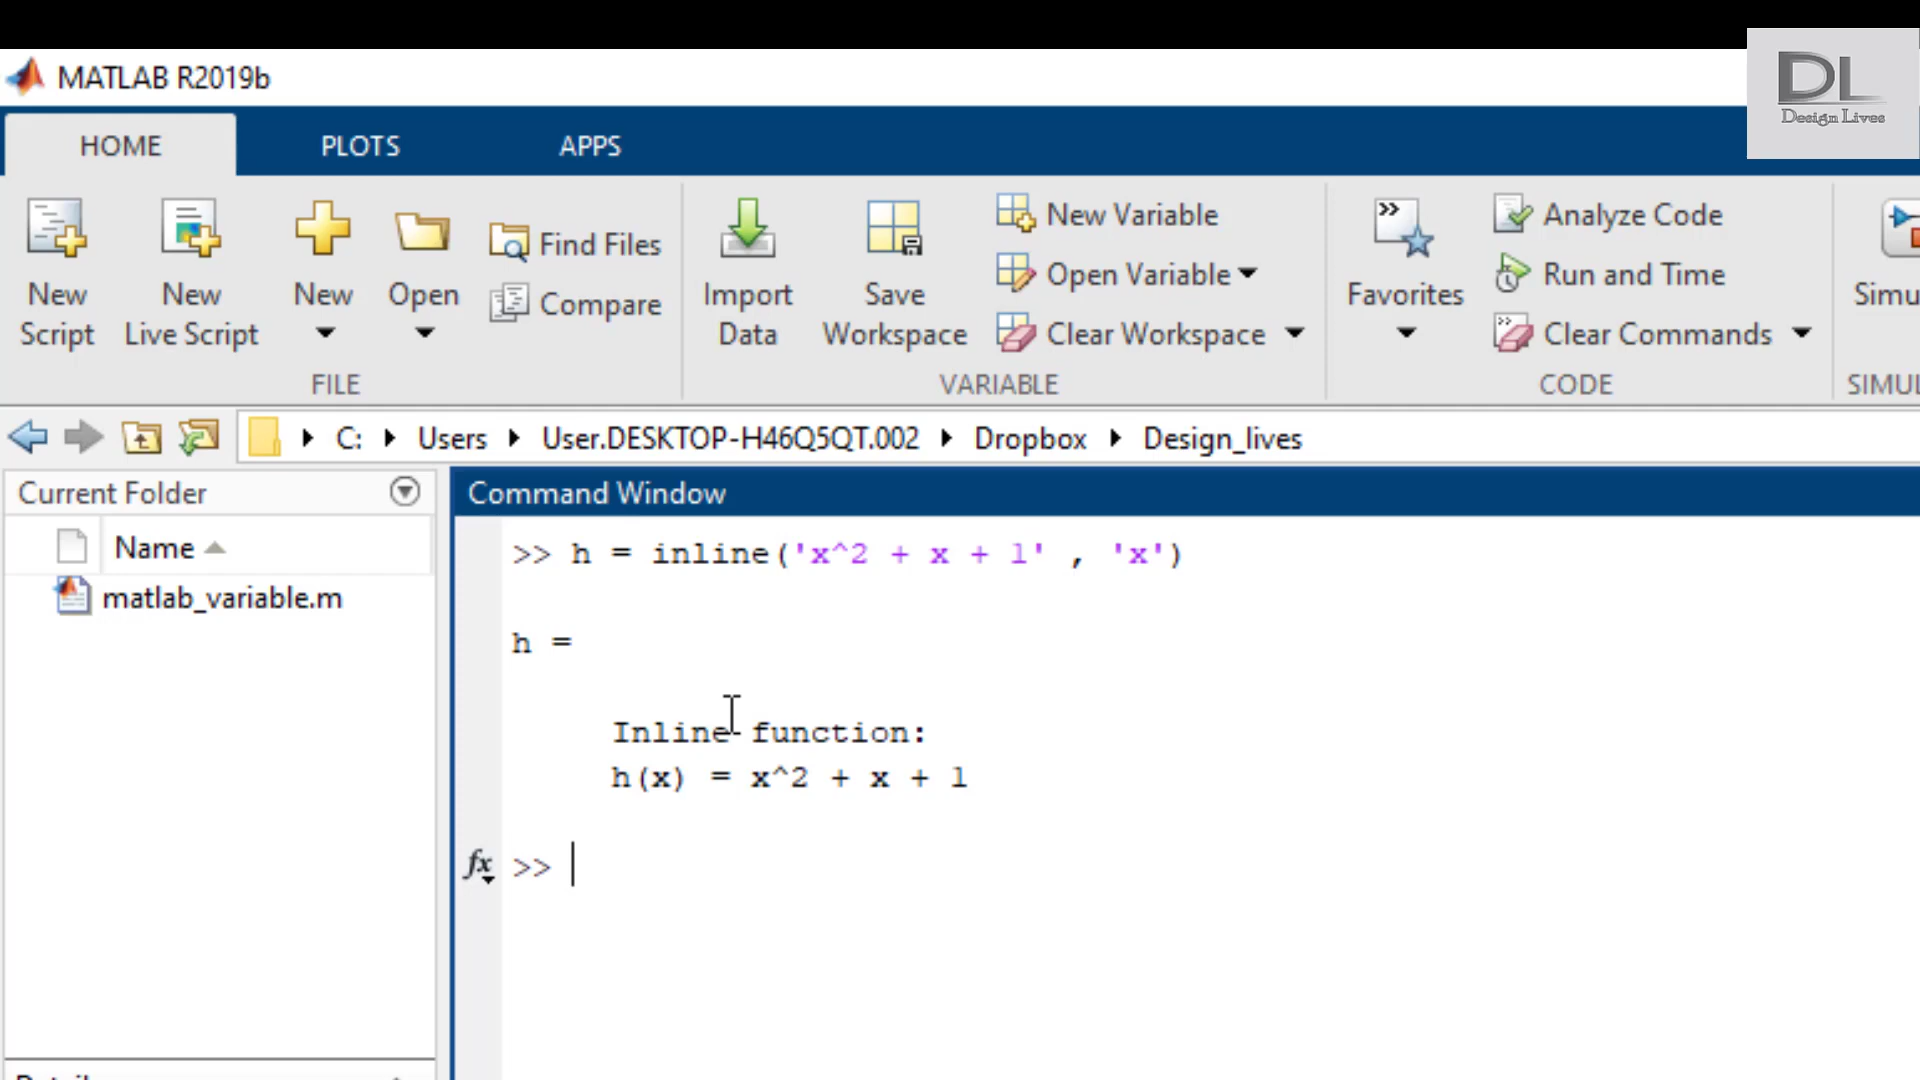 DL
Design Lives
MATLAB R2019b
HOME PLOTS APPS
New Script
New Live Script
New
Open
Find Files
Compare
FILE
Import Data
Save Workspace
New Variable
Open Variable
Clear Workspace
VARIABLE
Favorites
Analyze Code
Run and Time
Clear Commands
CODE
C: Users User.DESKTOP-H46Q5QT.002 Dropbox Design_lives
Current Folder
Name
matlab_variable.m
Command Window
>> h = inline('x^2 + x + 1' , 'x')
h =
Inline function:
h(x) = x^2 + x + 1
fx >>